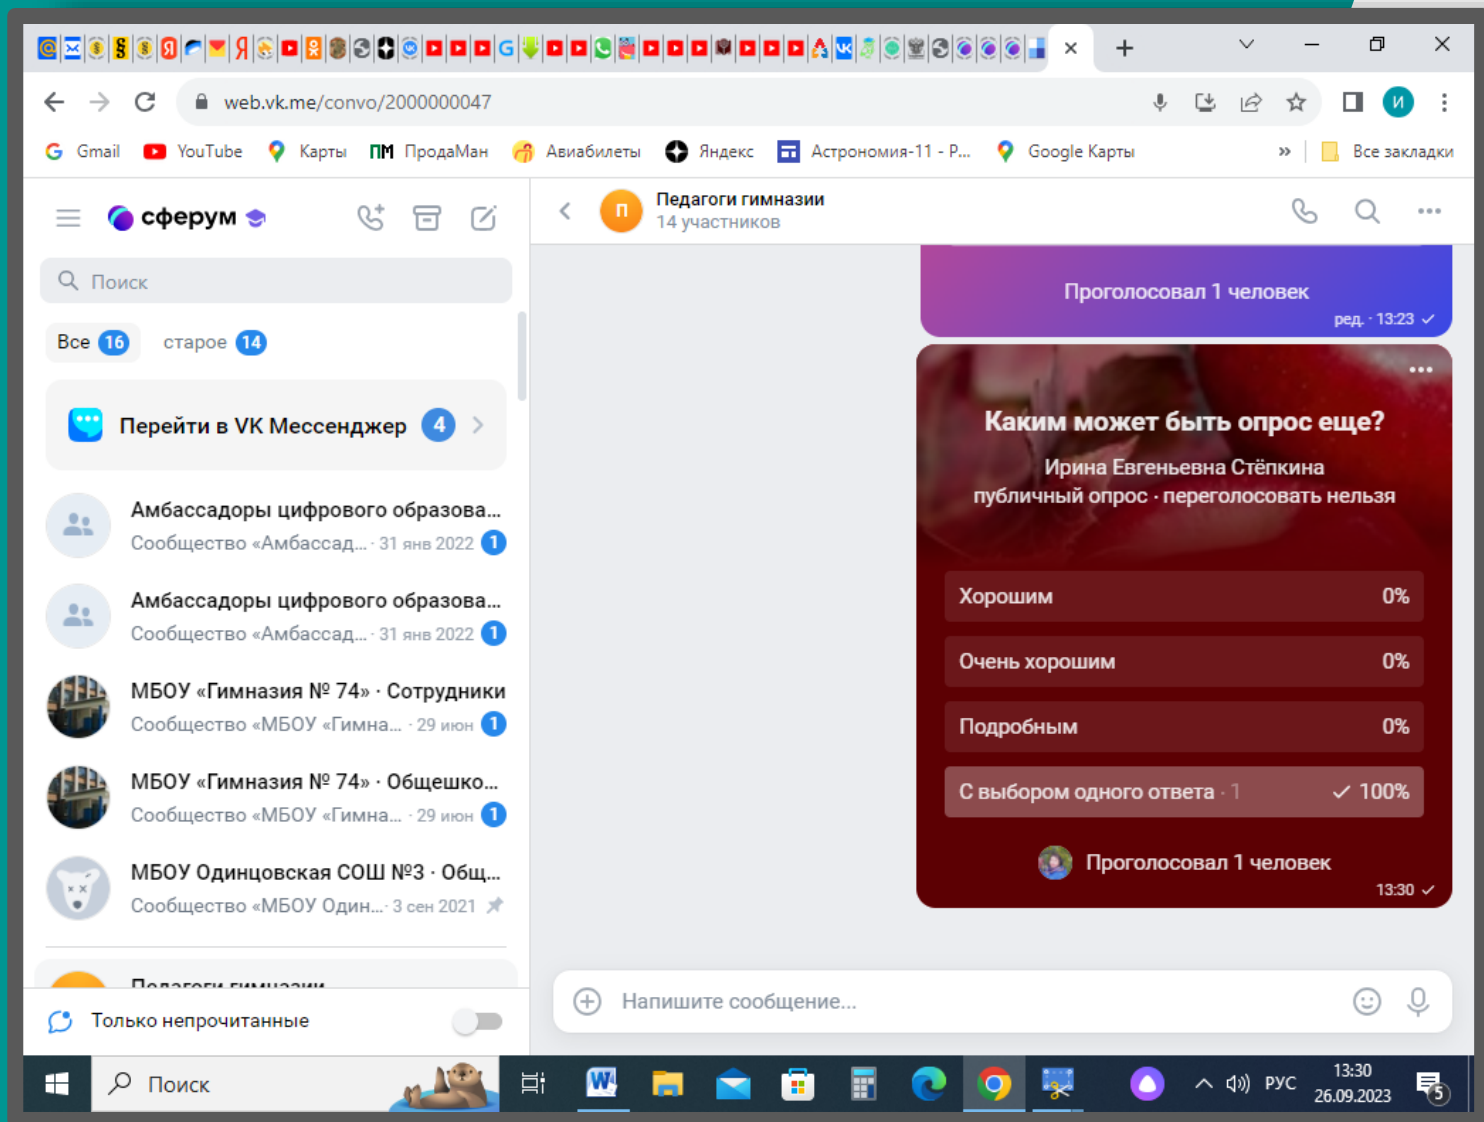 web.vk.me/convo/2000000047
И
Gmail
YouTube
Карты
ПМ ПродаМан
Авиабилеты
Яндекс
Астрономия-11 - Р...
Google Карты
»
Все закладки
сферум
Поиск
Все 16
старое 14
Перейти в VK Мессенджер 4
Амбассадоры цифрового образова...
Сообщество «Амбассад... · 31 янв 2022 1
Амбассадоры цифрового образова...
Сообщество «Амбассад... · 31 янв 2022 1
МБОУ «Гимназия № 74» · Сотрудники
Сообщество «МБОУ «Гимна... · 29 июн 1
МБОУ «Гимназия № 74» · Общешко...
Сообщество «МБОУ «Гимна... · 29 июн 1
МБОУ Одинцовская СОШ №3 · Общ...
Сообщество «МБОУ Один... · 3 сен 2021
Педагоги гимназии
Только непрочитанные
П
Педагоги гимназии
14 участников
Проголосовал 1 человек
ред. · 13:23
Каким может быть опрос еще?
Ирина Евгеньевна Стёпкина
публичный опрос · переголосовать нельзя
Хорошим 0%
Очень хорошим 0%
Подробным 0%
С выбором одного ответа · 1 100%
Проголосовал 1 человек
13:30
Напишите сообщение...
Поиск
РУС
13:30
26.09.2023
5